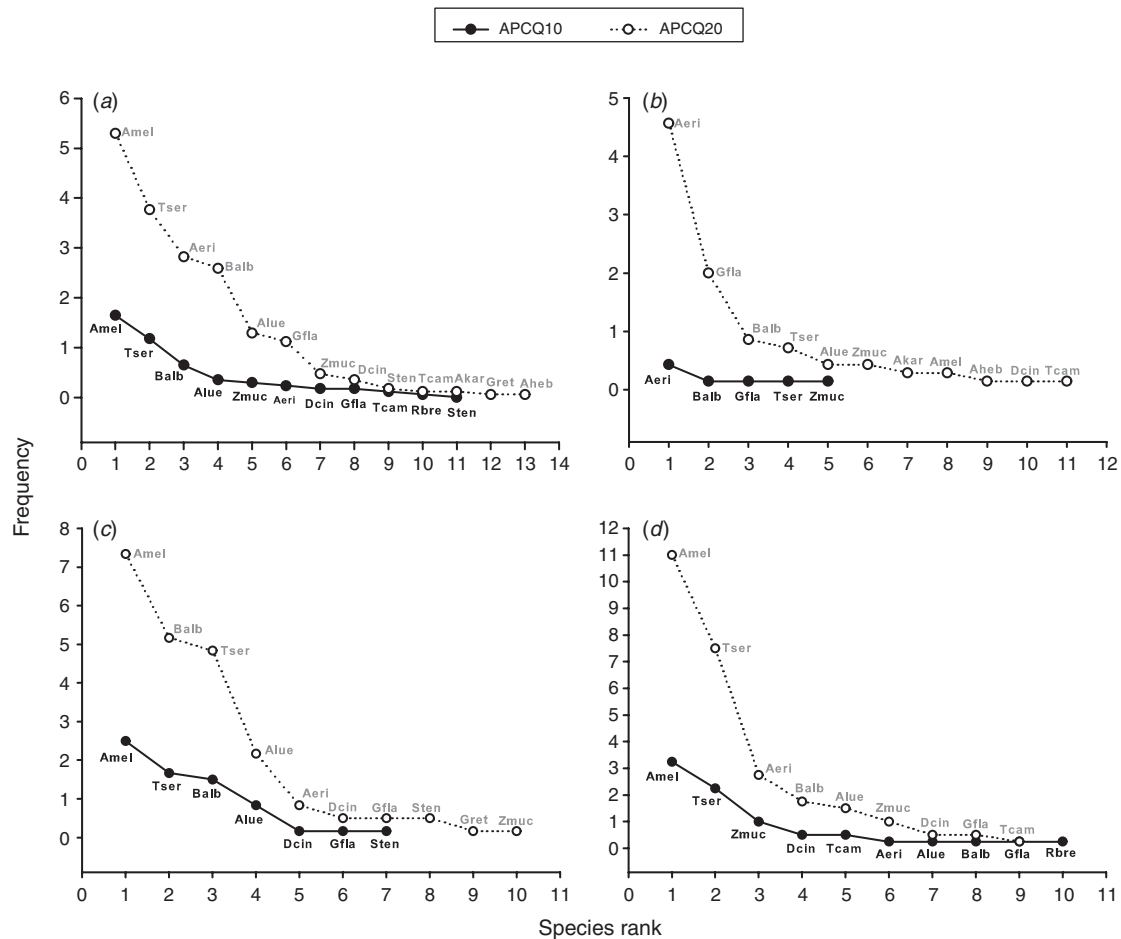 APCQ10 APCQ20
(a)
6
5
4
3
2
1
0
Amel
Tser
Aeri
Balb
Alue
Gfla
Zmuc
Dcin
Sten
Tcam
Akar
Gret
Aheb
Amel
Tser
Balb
Alue
Zmuc
Aeri
Dcin
Gfla
Tcam
Rbre
Sten
0 1 2 3 4 5 6 7 8 9 10 11 12 13 14
(b)
5
4
3
2
1
0
Aeri
Gfla
Balb
Tser
Alue
Zmuc
Akar
Amel
Aheb
Dcin
Tcam
Aeri
Balb
Gfla
Tser
Zmuc
0 1 2 3 4 5 6 7 8 9 10 11 12
Frequency
(c)
8
7
6
5
4
3
2
1
0
Amel
Balb
Tser
Alue
Aeri
Dcin
Gfla
Sten
Gret
Zmuc
Amel
Tser
Balb
Alue
Dcin
Gfla
Sten
0 1 2 3 4 5 6 7 8 9 10 11
(d)
12
11
10
9
8
7
6
5
4
3
2
1
0
Amel
Tser
Aeri
Balb
Alue
Zmuc
Dcin
Gfla
Tcam
Amel
Tser
Zmuc
Dcin
Tcam
Aeri
Alue
Balb
Gfla
Rbre
0 1 2 3 4 5 6 7 8 9 10 11
Species rank